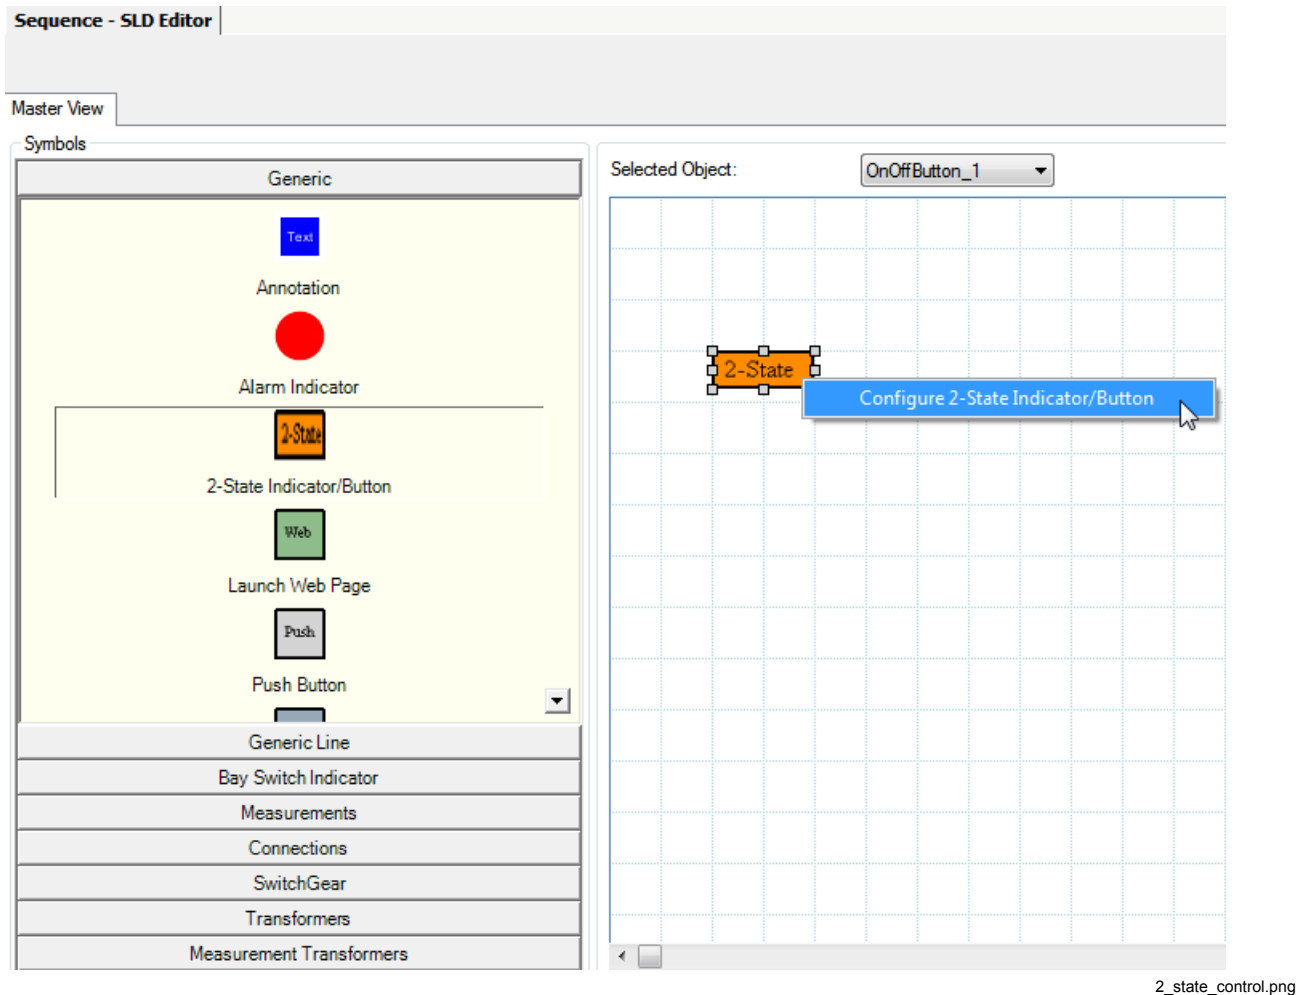 Sequence - SLD Editor
Master View
Symbols
Generic
Text
Annotation
Alarm Indicator
2-State
2-State Indicator/Button
Web
Launch Web Page
Push
Push Button
Generic Line
Bay Switch Indicator
Measurements
Connections
SwitchGear
Transformers
Measurement Transformers
Selected Object:
OnOffButton_1
2-State
Configure 2-State Indicator/Button
2_state_control.png